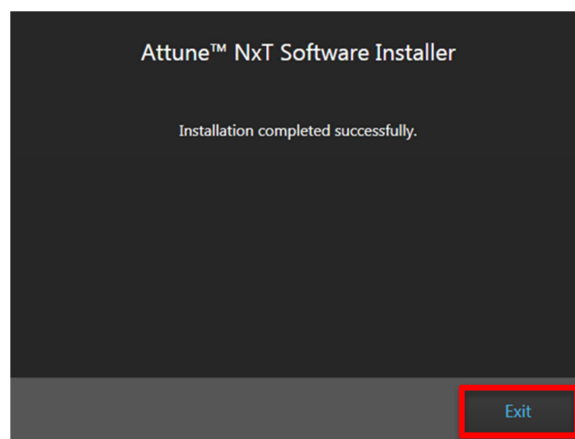 Attune™ NxT Software Installer
Installation completed successfully.
Exit